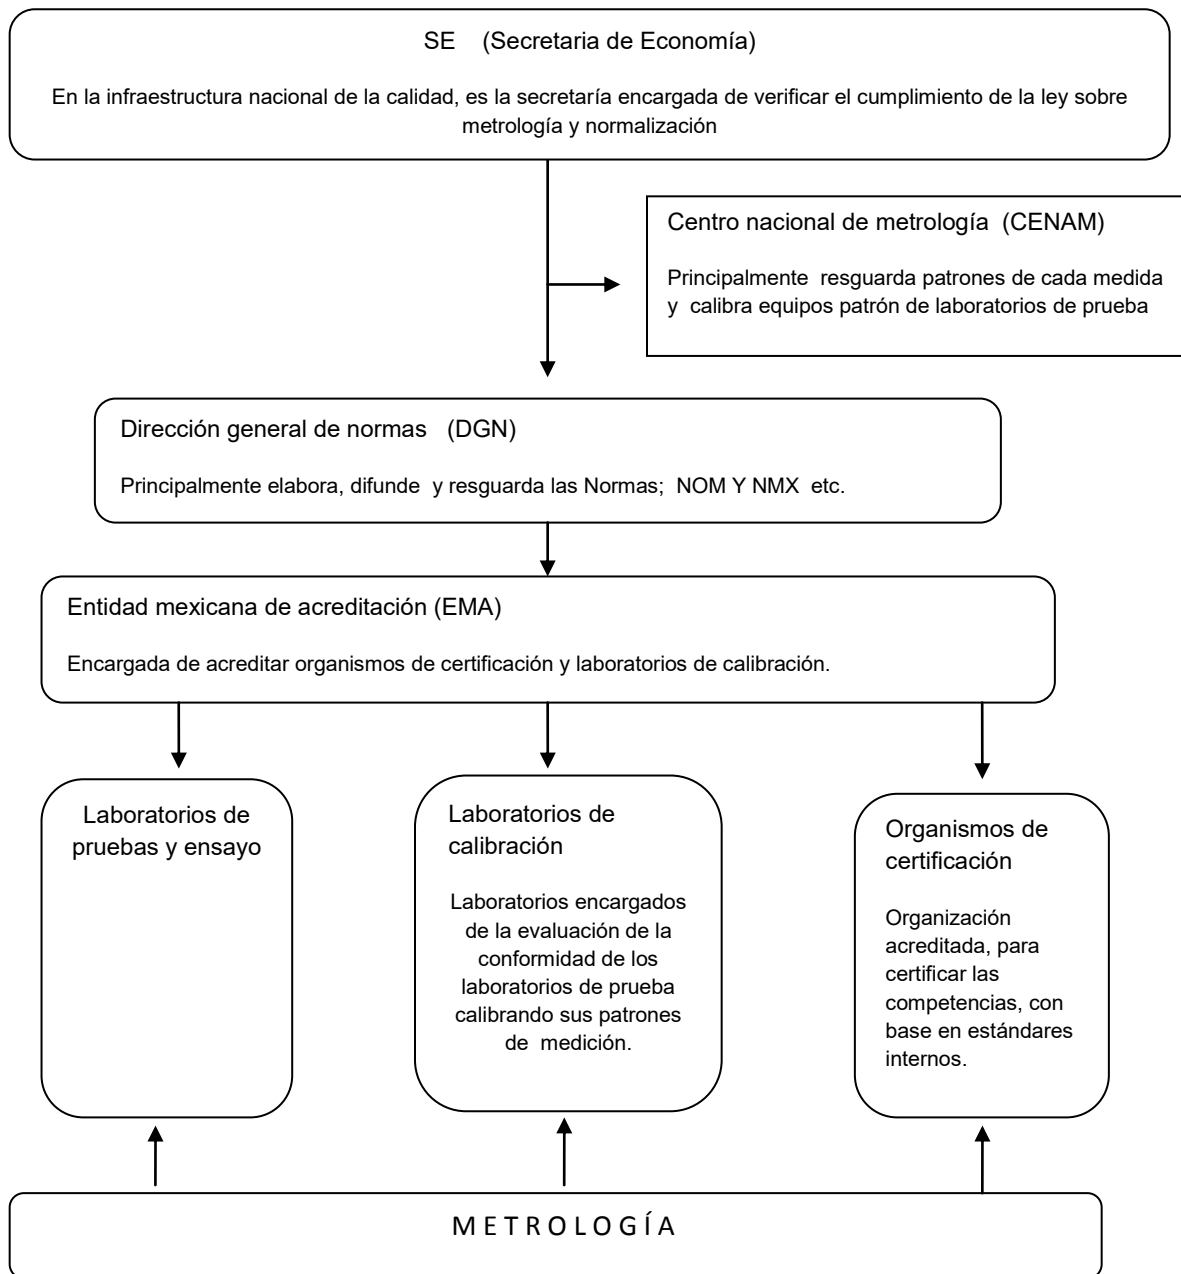 SE (Secretaria de Economía)
En la infraestructura nacional de la calidad, es la secretaría encargada de verificar el cumplimiento de la ley sobre
metrología y normalización
Centro nacional de metrología (CENAM)
Principalmente resguarda patrones de cada medida
y calibra equipos patrón de laboratorios de prueba
Dirección general de normas (DGN)
Principalmente elabora, difunde y resguarda las Normas; NOM Y NMX etc.
Entidad mexicana de acreditación (EMA)
Encargada de acreditar organismos de certificación y laboratorios de calibración.
Laboratorios de
pruebas y ensayo
Laboratorios de
calibración
Laboratorios encargados
de la evaluación de la
conformidad de los
laboratorios de prueba
calibrando sus patrones
de medición.
Organismos de
certificación
Organización
acreditada, para
certificar las
competencias, con
base en estándares
internos.
METROLOGÍA